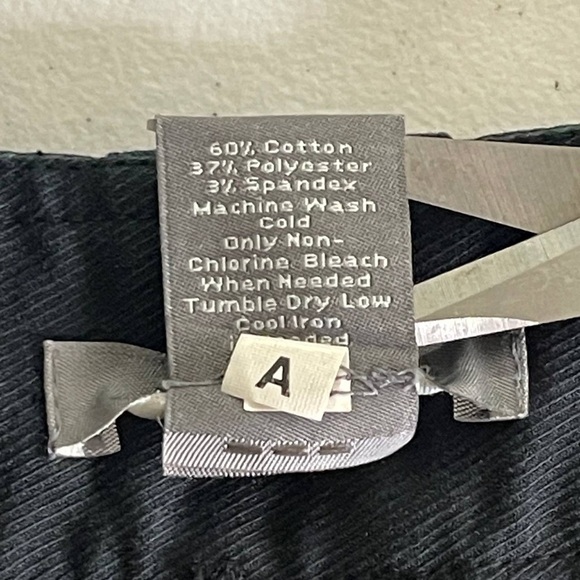 60% Cotton
37% Polyester
3% Spandex
Machine Wash
Cold
Only Non-
Chlorine Bleach
When Needed
Tumble Dry Low
Cool Iron
A